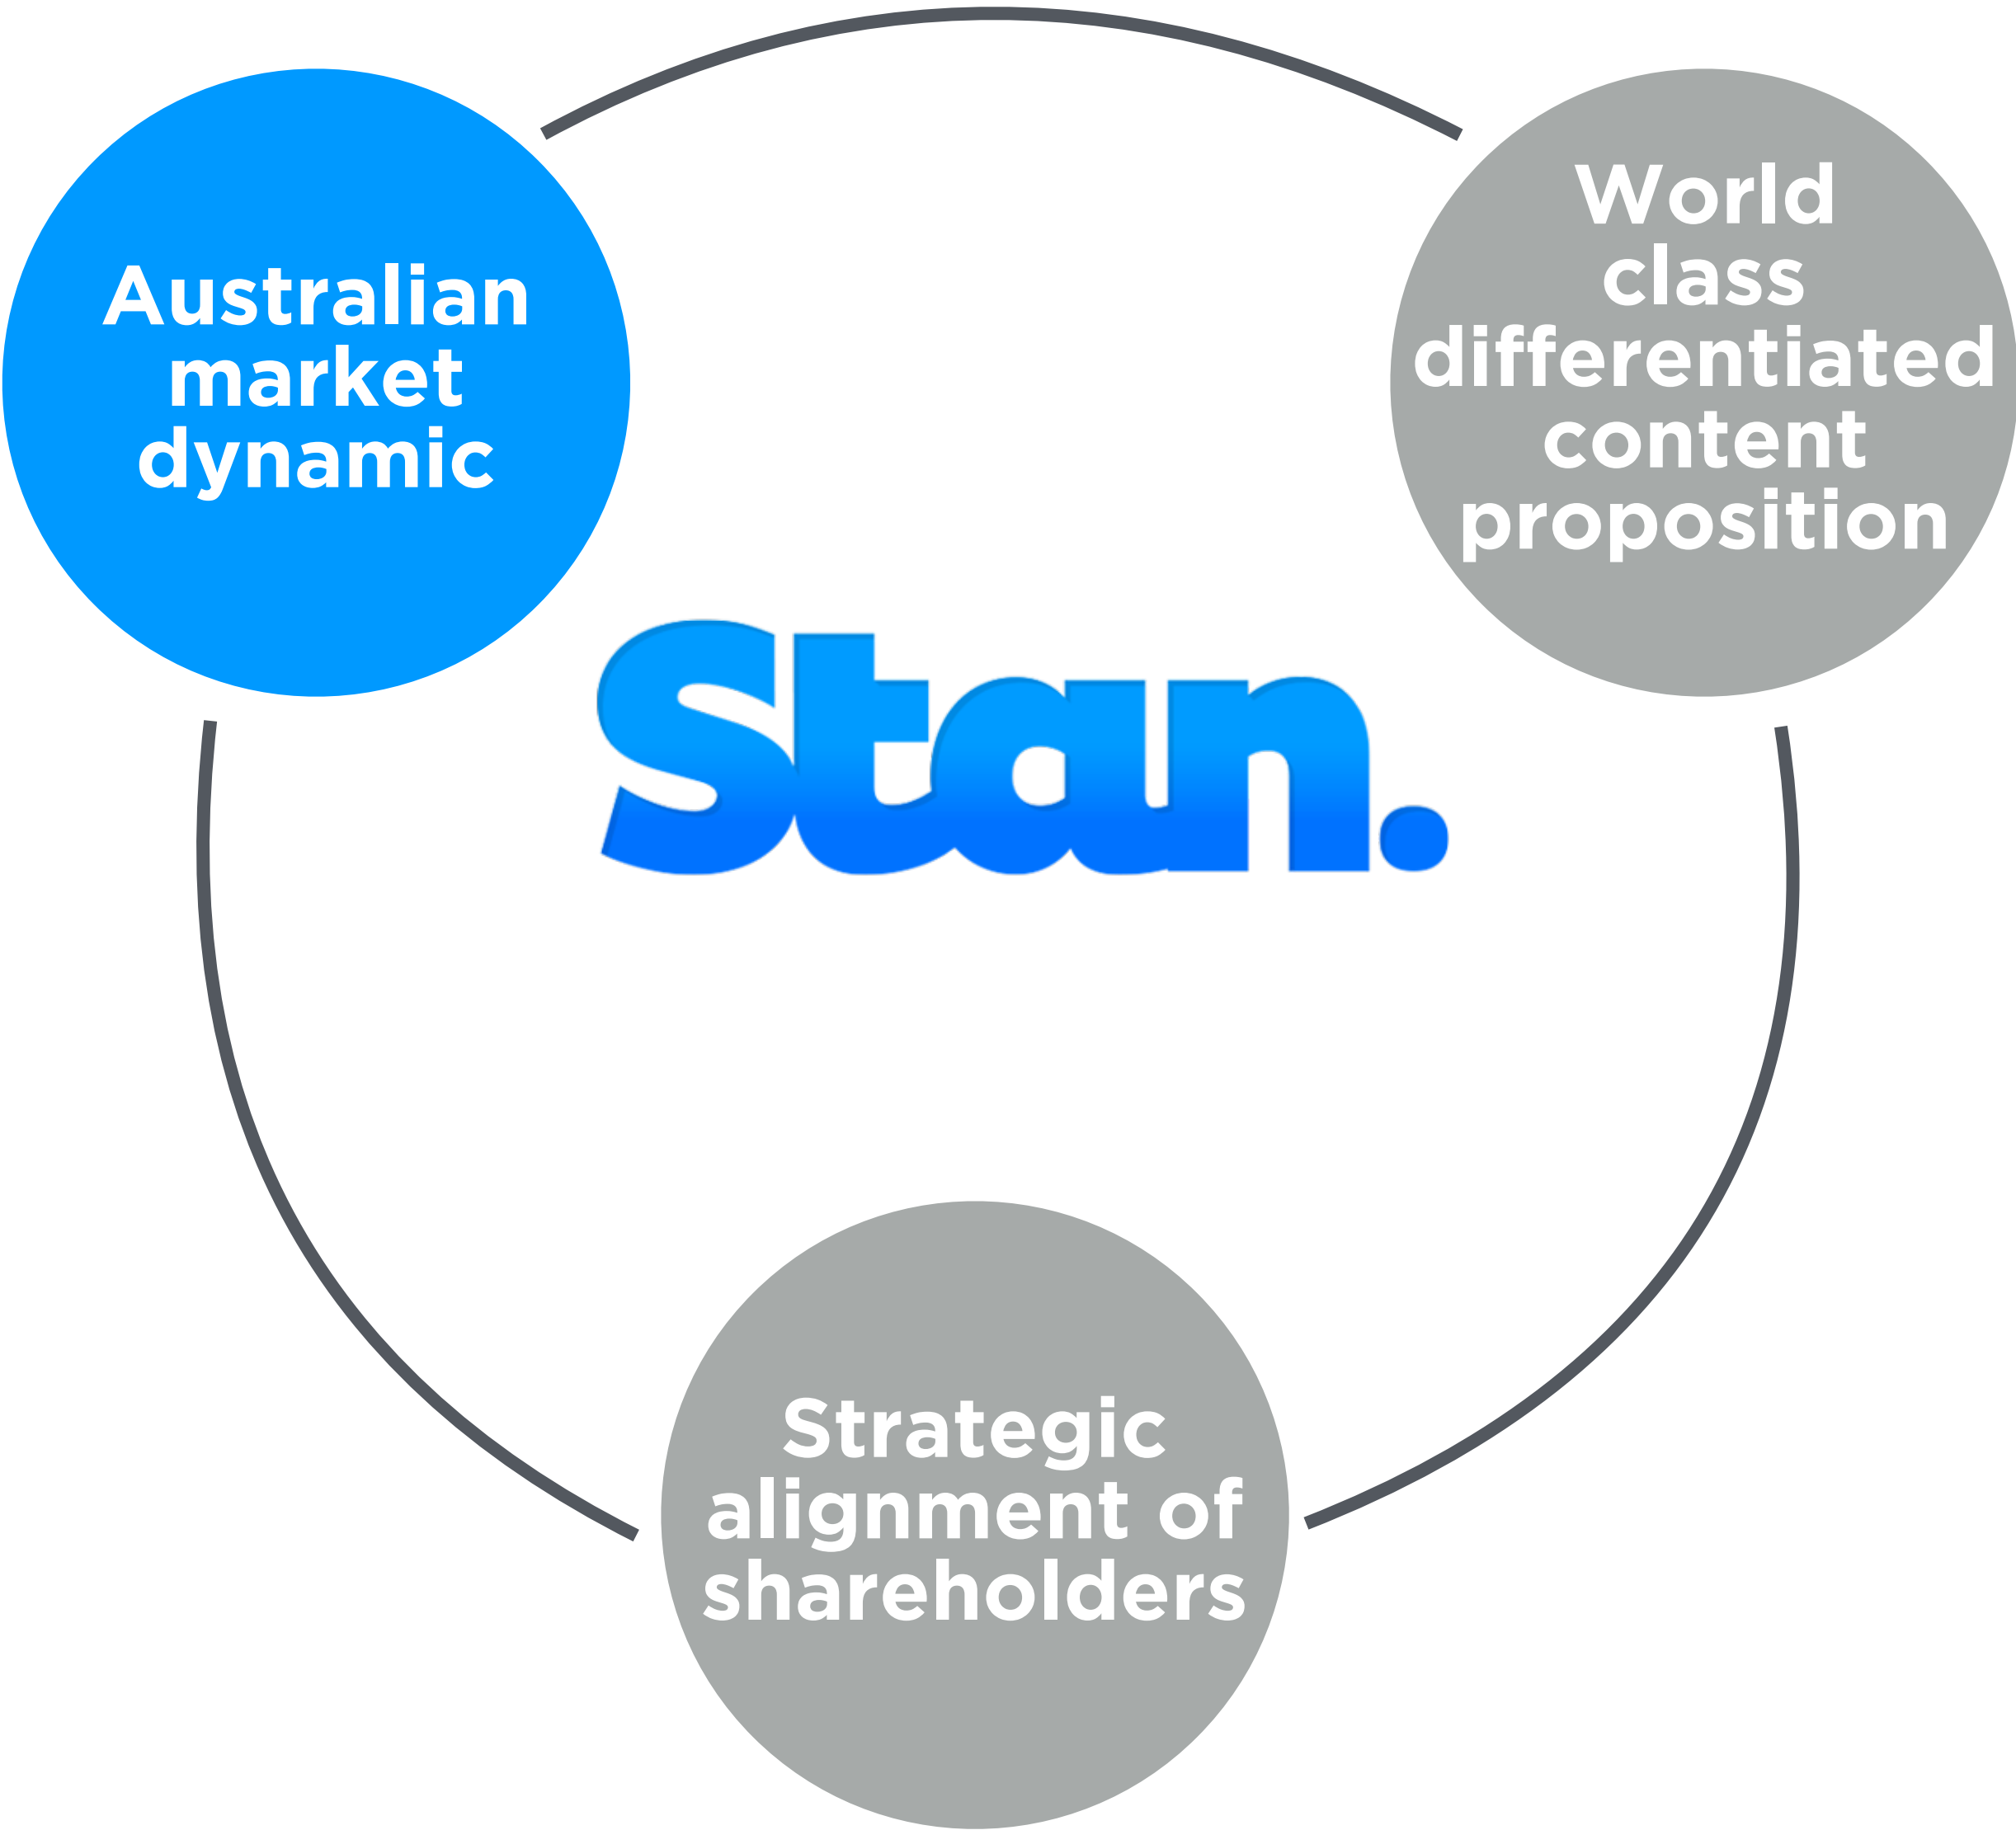 Australian
market
dynamic
World
class
differentiated
content
proposition
Stan.
Strategic
alignment of
shareholders